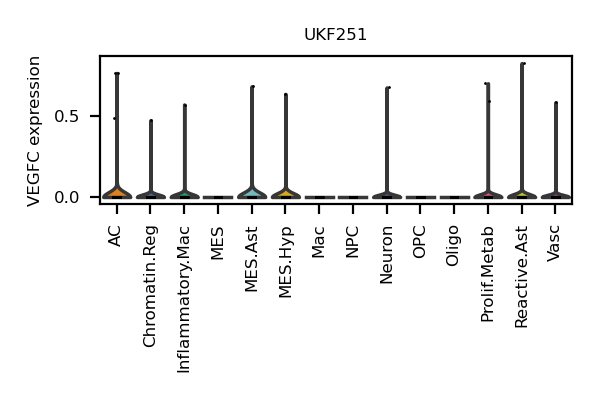 UKF251
VEGFC expression
0.5
0.0
AC
Chromatin.Reg
Inflammatory.Mac
MES
MES.Ast
MES.Hyp
Mac
NPC
Neuron
OPC
Oligo
Prolif.Metab
Reactive.Ast
Vasc